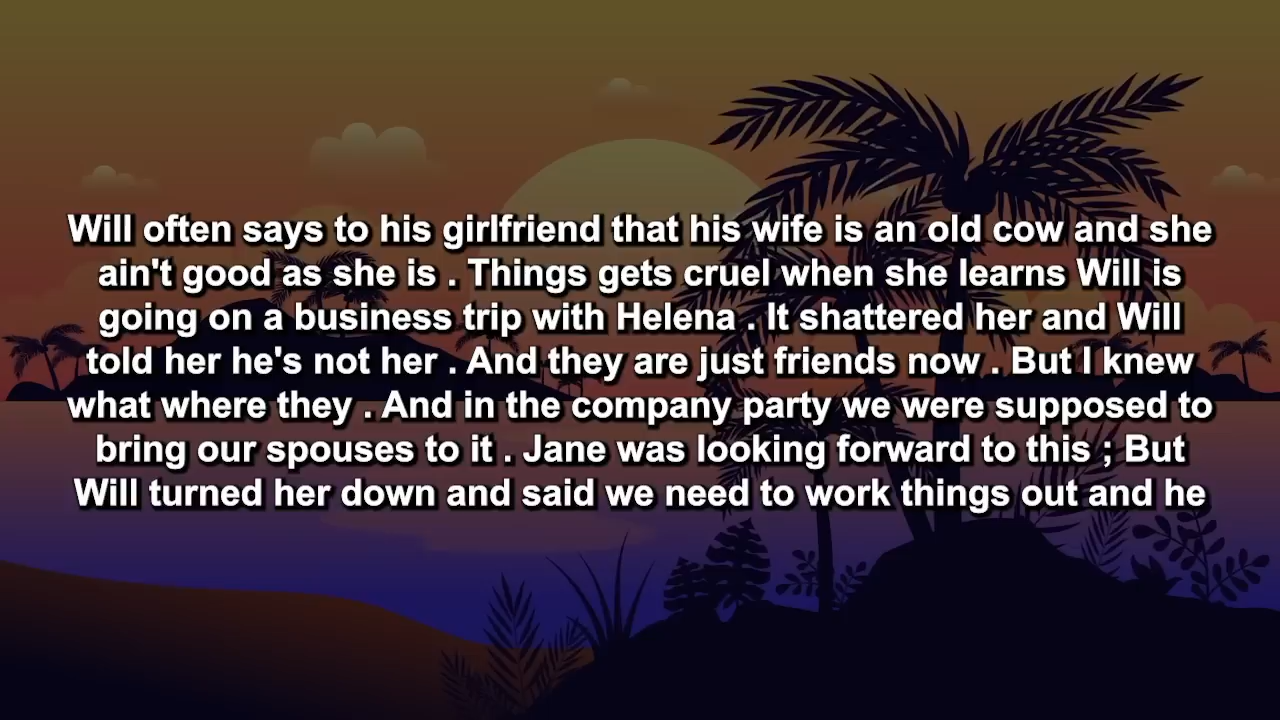 Will often says to his girlfriend that his wife is an old cow and she
ain't good as she is . Things gets cruel when she learns Will is
going on a business trip with Helena . It shattered her and Will
told her he's not her . And they are just friends now . But I knew
what where they . And in the company party we were supposed to
bring our spouses to it . Jane was looking forward to this ; But
Will turned her down and said we need to work things out and he